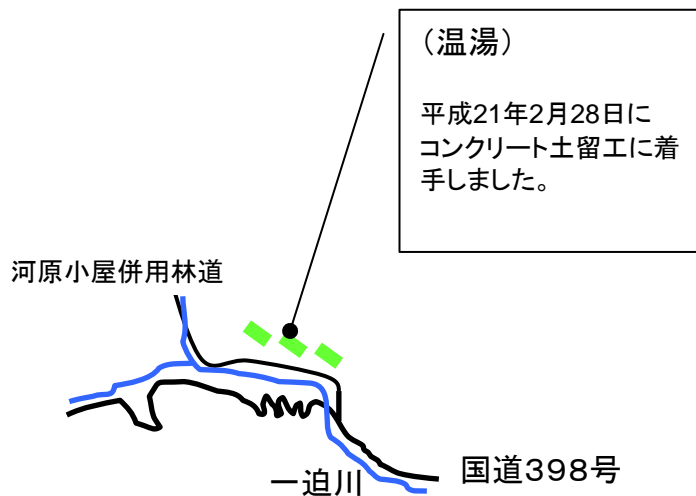 （温湯）
平成21年2月28日に
コンクリート土留工に着
手しました。
河原小屋併用林道
一迫川
国道398号